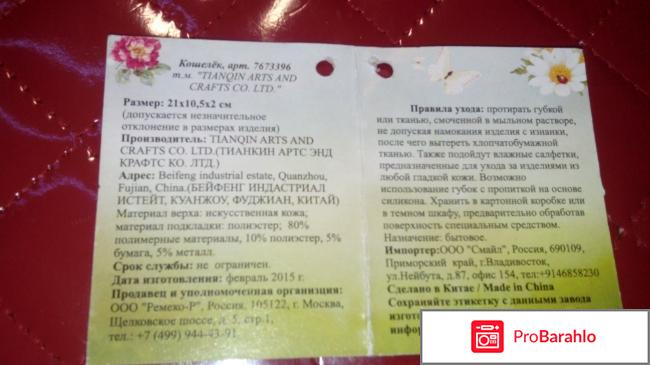 Кошелёк, арт. 7673396
т.м. "TIANQIN ARTS AND
CRAFTS CO. LTD."
Размер: 21х10,5х2 см
(допускается незначительное
отклонение в размерах изделия)
Производитель: TIANQIN ARTS AND
CRAFTS CO. LTD.(ТИАНКИН АРТС ЭНД
КРАФТС КО. ЛТД.)
Адрес: Beifeng industrial estate, Quanzhou,
Fujian, China.(БЕЙФЕНГ ИНДАСТРИАЛ
ИСТЕЙТ, КУАНЖОУ, ФУДЖИАН, КИТАЙ)
Материал верха: искусственная кожа,
материал подкладки: полиэстер; 80%
полимерные материалы, 10% полиэстер, 5%
бумага, 5% металл.
Срок службы: не ограничен.
Дата изготовления: февраль 2015 г.
Продавец и уполномоченная организация:
ООО "Ремеко-Р", Россия, 105122, г. Москва,
Щелковское шоссе, д. 5, стр.1,
тел.: +7 (499) 944-43-91.
Правила ухода: протирать губкой
или тканью, смоченной в мыльном растворе,
не допуская намокания изделия с изнанки,
после чего вытереть хлопчатобумажной
тканью. Также подойдут влажные салфетки,
предназначенные для ухода за изделиями из
любой гладкой кожи. Возможно
использование губок с пропиткой на основе
силикона. Хранить в картонной коробке или
в темном шкафу, предварительно обработав
поверхность специальным средством.
Назначение: бытовое.
Импортер:ООО "Смайл", Россия, 690109,
Приморский край, г.Владивосток,
ул.Нейбута, д.87, офис 154, тел:+9146858230
Сделано в Китае / Made in China
Сохраняйте этикетку с данными завода
ProBarahlo